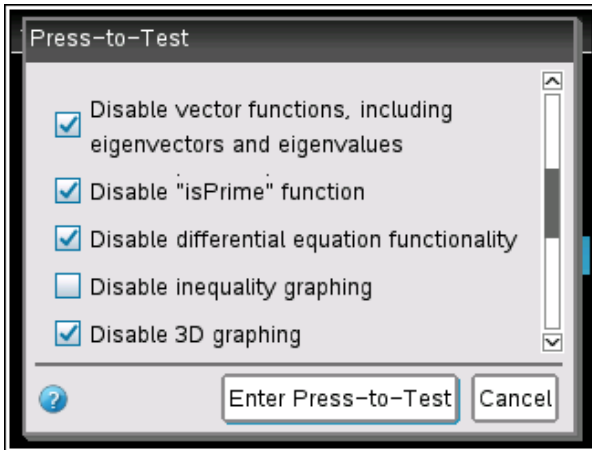 Press-to-Test
Disable vector functions, including
eigenvectors and eigenvalues
Disable "isPrime" function
Disable differential equation functionality
Disable inequality graphing
Disable 3D graphing
?
Enter Press-to-Test
Cancel